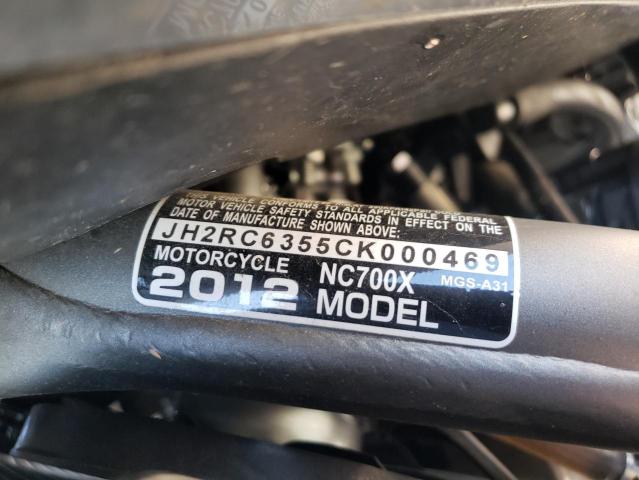 VEHICLE CONFORMS TO ALL APPLICABLE FEDERAL
MOTOR VEHICLE SAFETY STANDARDS IN EFFECT ON THE
DATE OF MANUFACTURE SHOWN ABOVE:
JH2RC6355CK000469
MOTORCYCLE NC700X MGS-A31
2012 MODEL